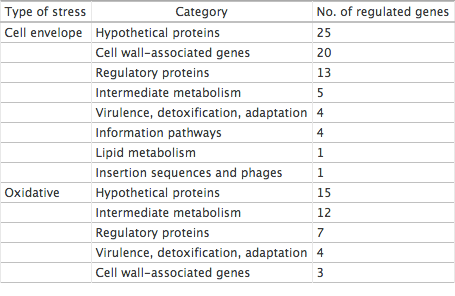 Type of stress Category No. of regulated genes
Cell envelope Hypothetical proteins 25
Cell wall-associated genes 20
Regulatory proteins 13
Intermediate metabolism 5
Virulence, detoxification, adaptation 4
Information pathways 4
Lipid metabolism 1
Insertion sequences and phages 1
Oxidative Hypothetical proteins 15
Intermediate metabolism 12
Regulatory proteins 7
Virulence, detoxification, adaptation 4
Cell wall-associated genes 3